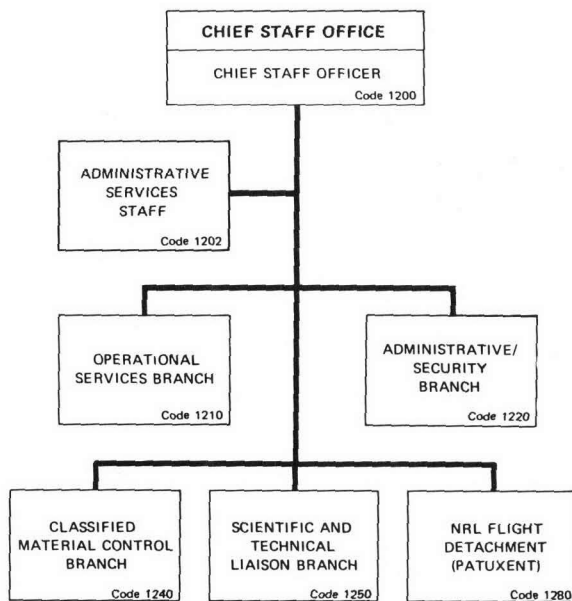 CHIEF STAFF OFFICE
CHIEF STAFF OFFICER
Code 1200
ADMINISTRATIVE
SERVICES
STAFF
Code 1202
OPERATIONAL
SERVICES BRANCH
Code 1210
ADMINISTRATIVE/
SECURITY
BRANCH
Code 1220
CLASSIFIED
MATERIAL CONTROL
BRANCH
Code 1240
SCIENTIFIC AND
TECHNICAL
LIAISON BRANCH
Code 1250
NRL FLIGHT
DETACHMENT
(PATUXENT)
Code 1280